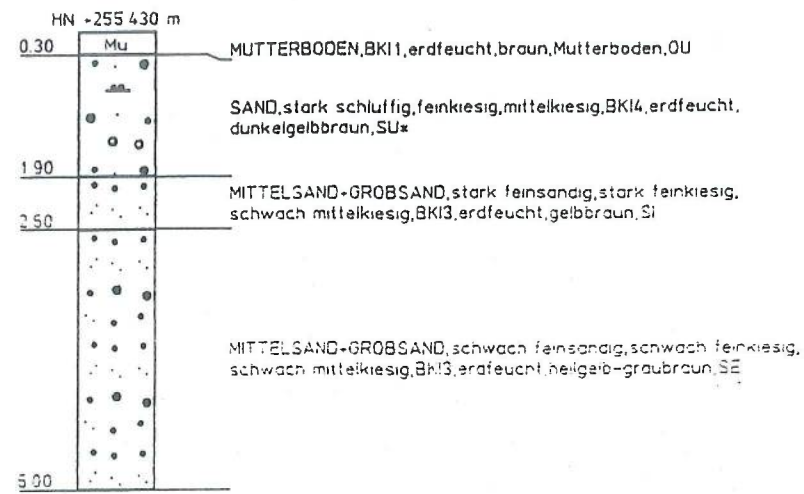 HN +255 430 m
Mu
0.30
MUTTERBODEN,BKl1,erdfeucht,braun,Mutterboden,OU
SAND,stark schluffig,feinkiesig,mittelkiesig,BKl4,erdfeucht,
dunkelgelbbraun,SU*
1.90
MITTELSAND+GROBSAND,stark feinsandig,stark feinkiesig,
schwach mittelkiesig,BKl3,erdfeucht,gelbbraun,SI
2.50
MITTELSAND+GROBSAND,schwach feinsandig,schwach feinkiesig,
schwach mittelkiesig,BKl3,erdfeucht,hellgelb-graubraun,SE
5.00